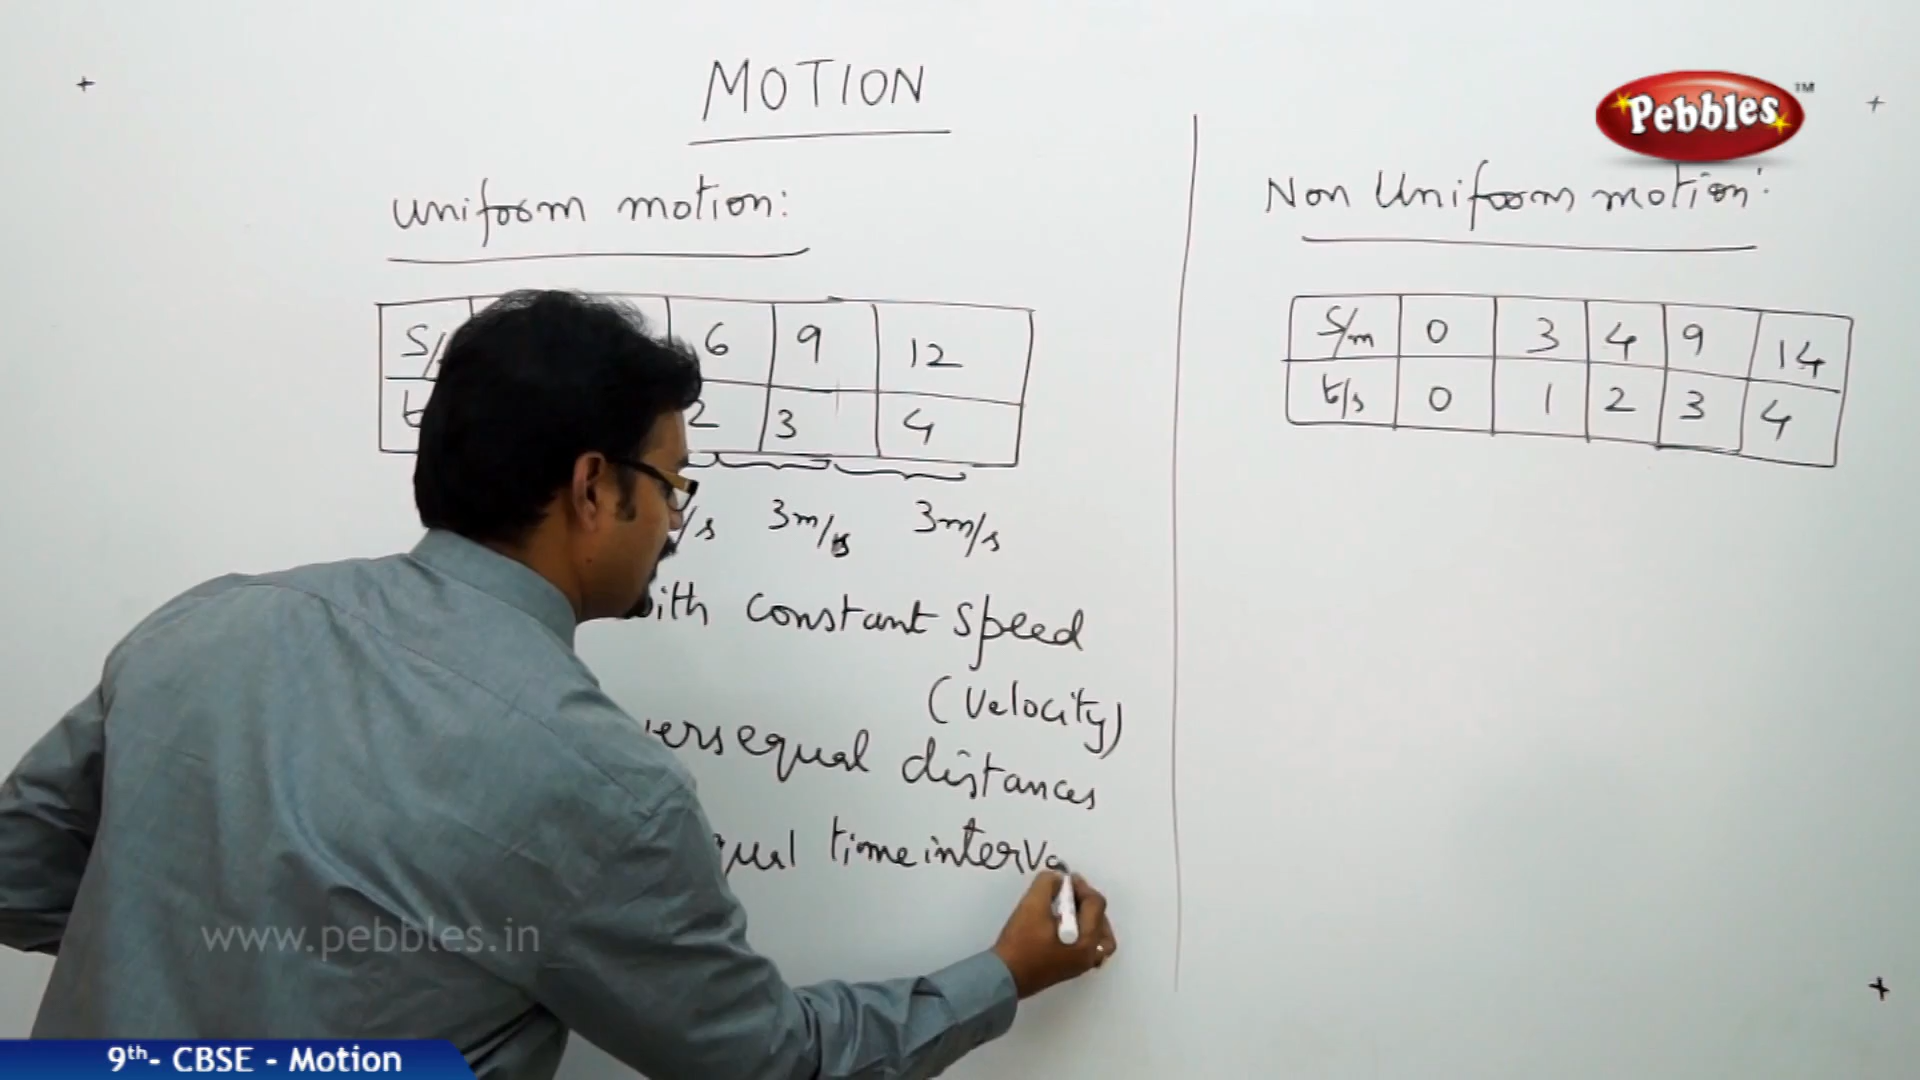 MOTION
Pebbles™
uniform motion:
Non Uniform motion:
6 9 12
2 3 4
S/m 0 3 4 9 14
t/s 0 1 2 3 4
/s 3m/s 3m/s
with constant speed
(Velocity)
equal distances
time interva
www.pebbles.in
9th- CBSE - Motion